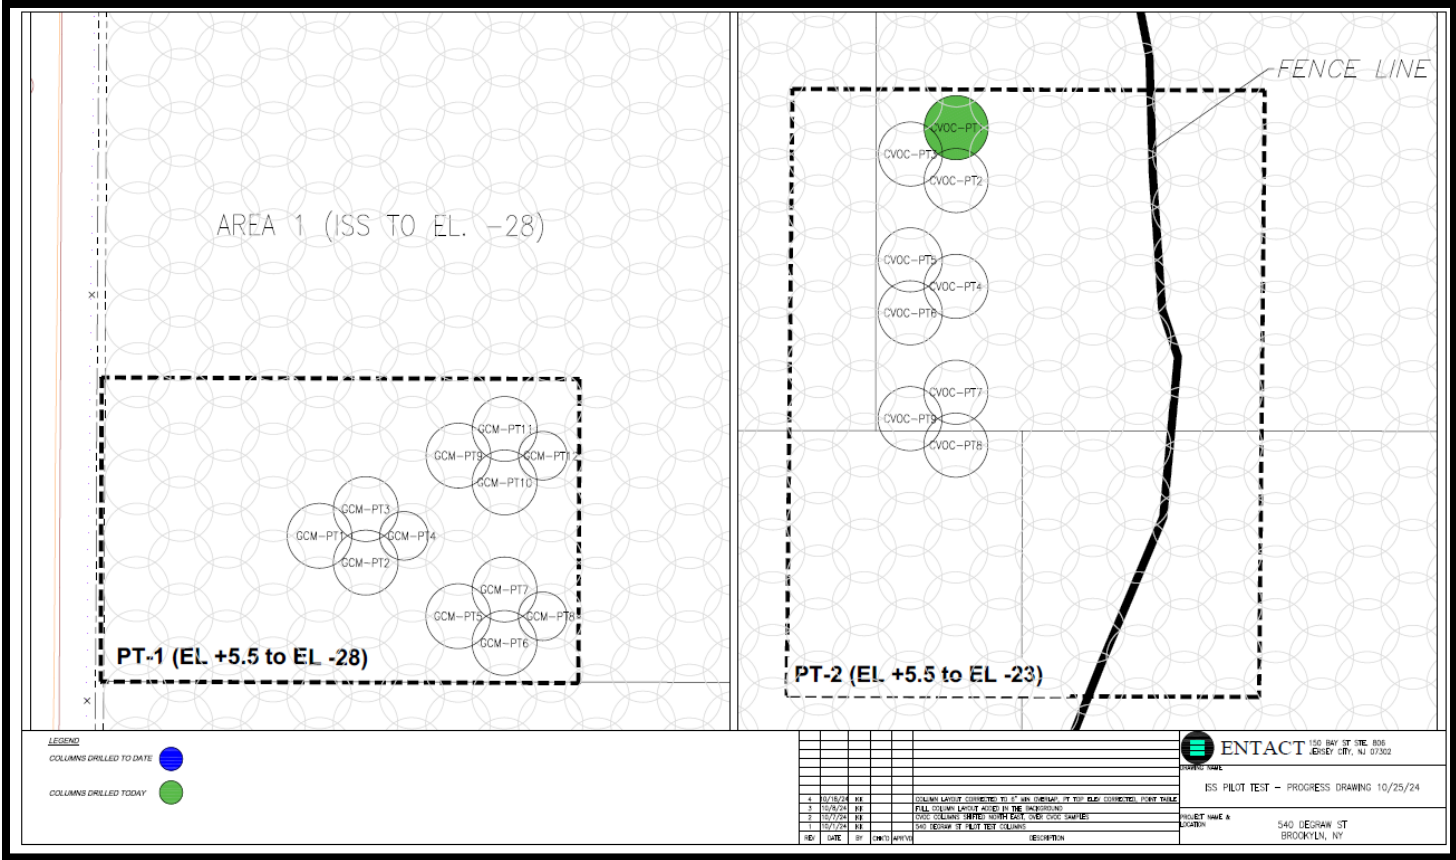 FENCE LINE
AREA 1 (ISS TO EL. -28)
CVOC-PT
CVOC-PT3
CVOC-PT2
CVOC-PT5
CVOC-PT4
CVOC-PT6
CVOC-PT7
CVOC-PT9
CVOC-PT8
GCM-PT11
GCM-PT9
GCM-PT12
GCM-PT10
GCM-PT3
GCM-PT1
GCM-PT4
GCM-PT2
GCM-PT7
GCM-PT5
GCM-PT8
GCM-PT6
PT-1 (EL +5.5 to EL -28)
PT-2 (EL +5.5 to EL -23)
LEGEND
COLUMNS DRILLED TO DATE
COLUMNS DRILLED TODAY
4 10/18/24 KK COLUMN LAYOUT CORRECTED TO 6" MIN OVERLAP, PT TOP ELEV CORRECTED, POINT TABLE
3 10/8/24 KK FULL COLUMN LAYOUT ADDED IN THE BACKGROUND
2 10/7/24 KK CVOC COLUMNS SHIFTED NORTH EAST, OVER CVOC SAMPLES
1 10/1/24 KK 540 DEGRAW ST PILOT TEST COLUMNS
REV DATE BY CHK'D APRV'D DESCRIPTION
ENTACT
150 BAY ST STE. 806
JERSEY CITY, NJ 07302
DRAWING NAME
ISS PILOT TEST - PROGRESS DRAWING 10/25/24
PROJECT NAME &
LOCATION
540 DEGRAW ST
BROOKYLN, NY